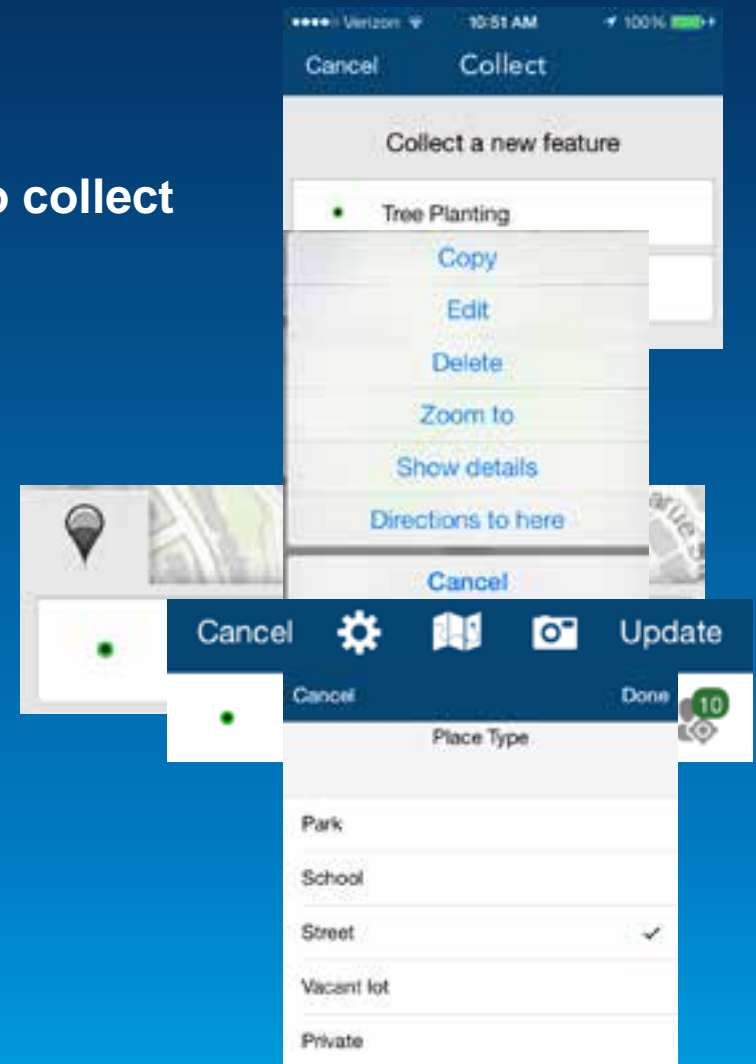 Verizon 10:51 AM 100%
Cancel Collect
Collect a new feature
o collect
Tree Planting
Copy
Edit
Delete
Zoom to
Show details
Directions to here
Cancel
Cancel Update
Cancel Done
10
Place Type
Park
School
Street
Vacant lot
Private